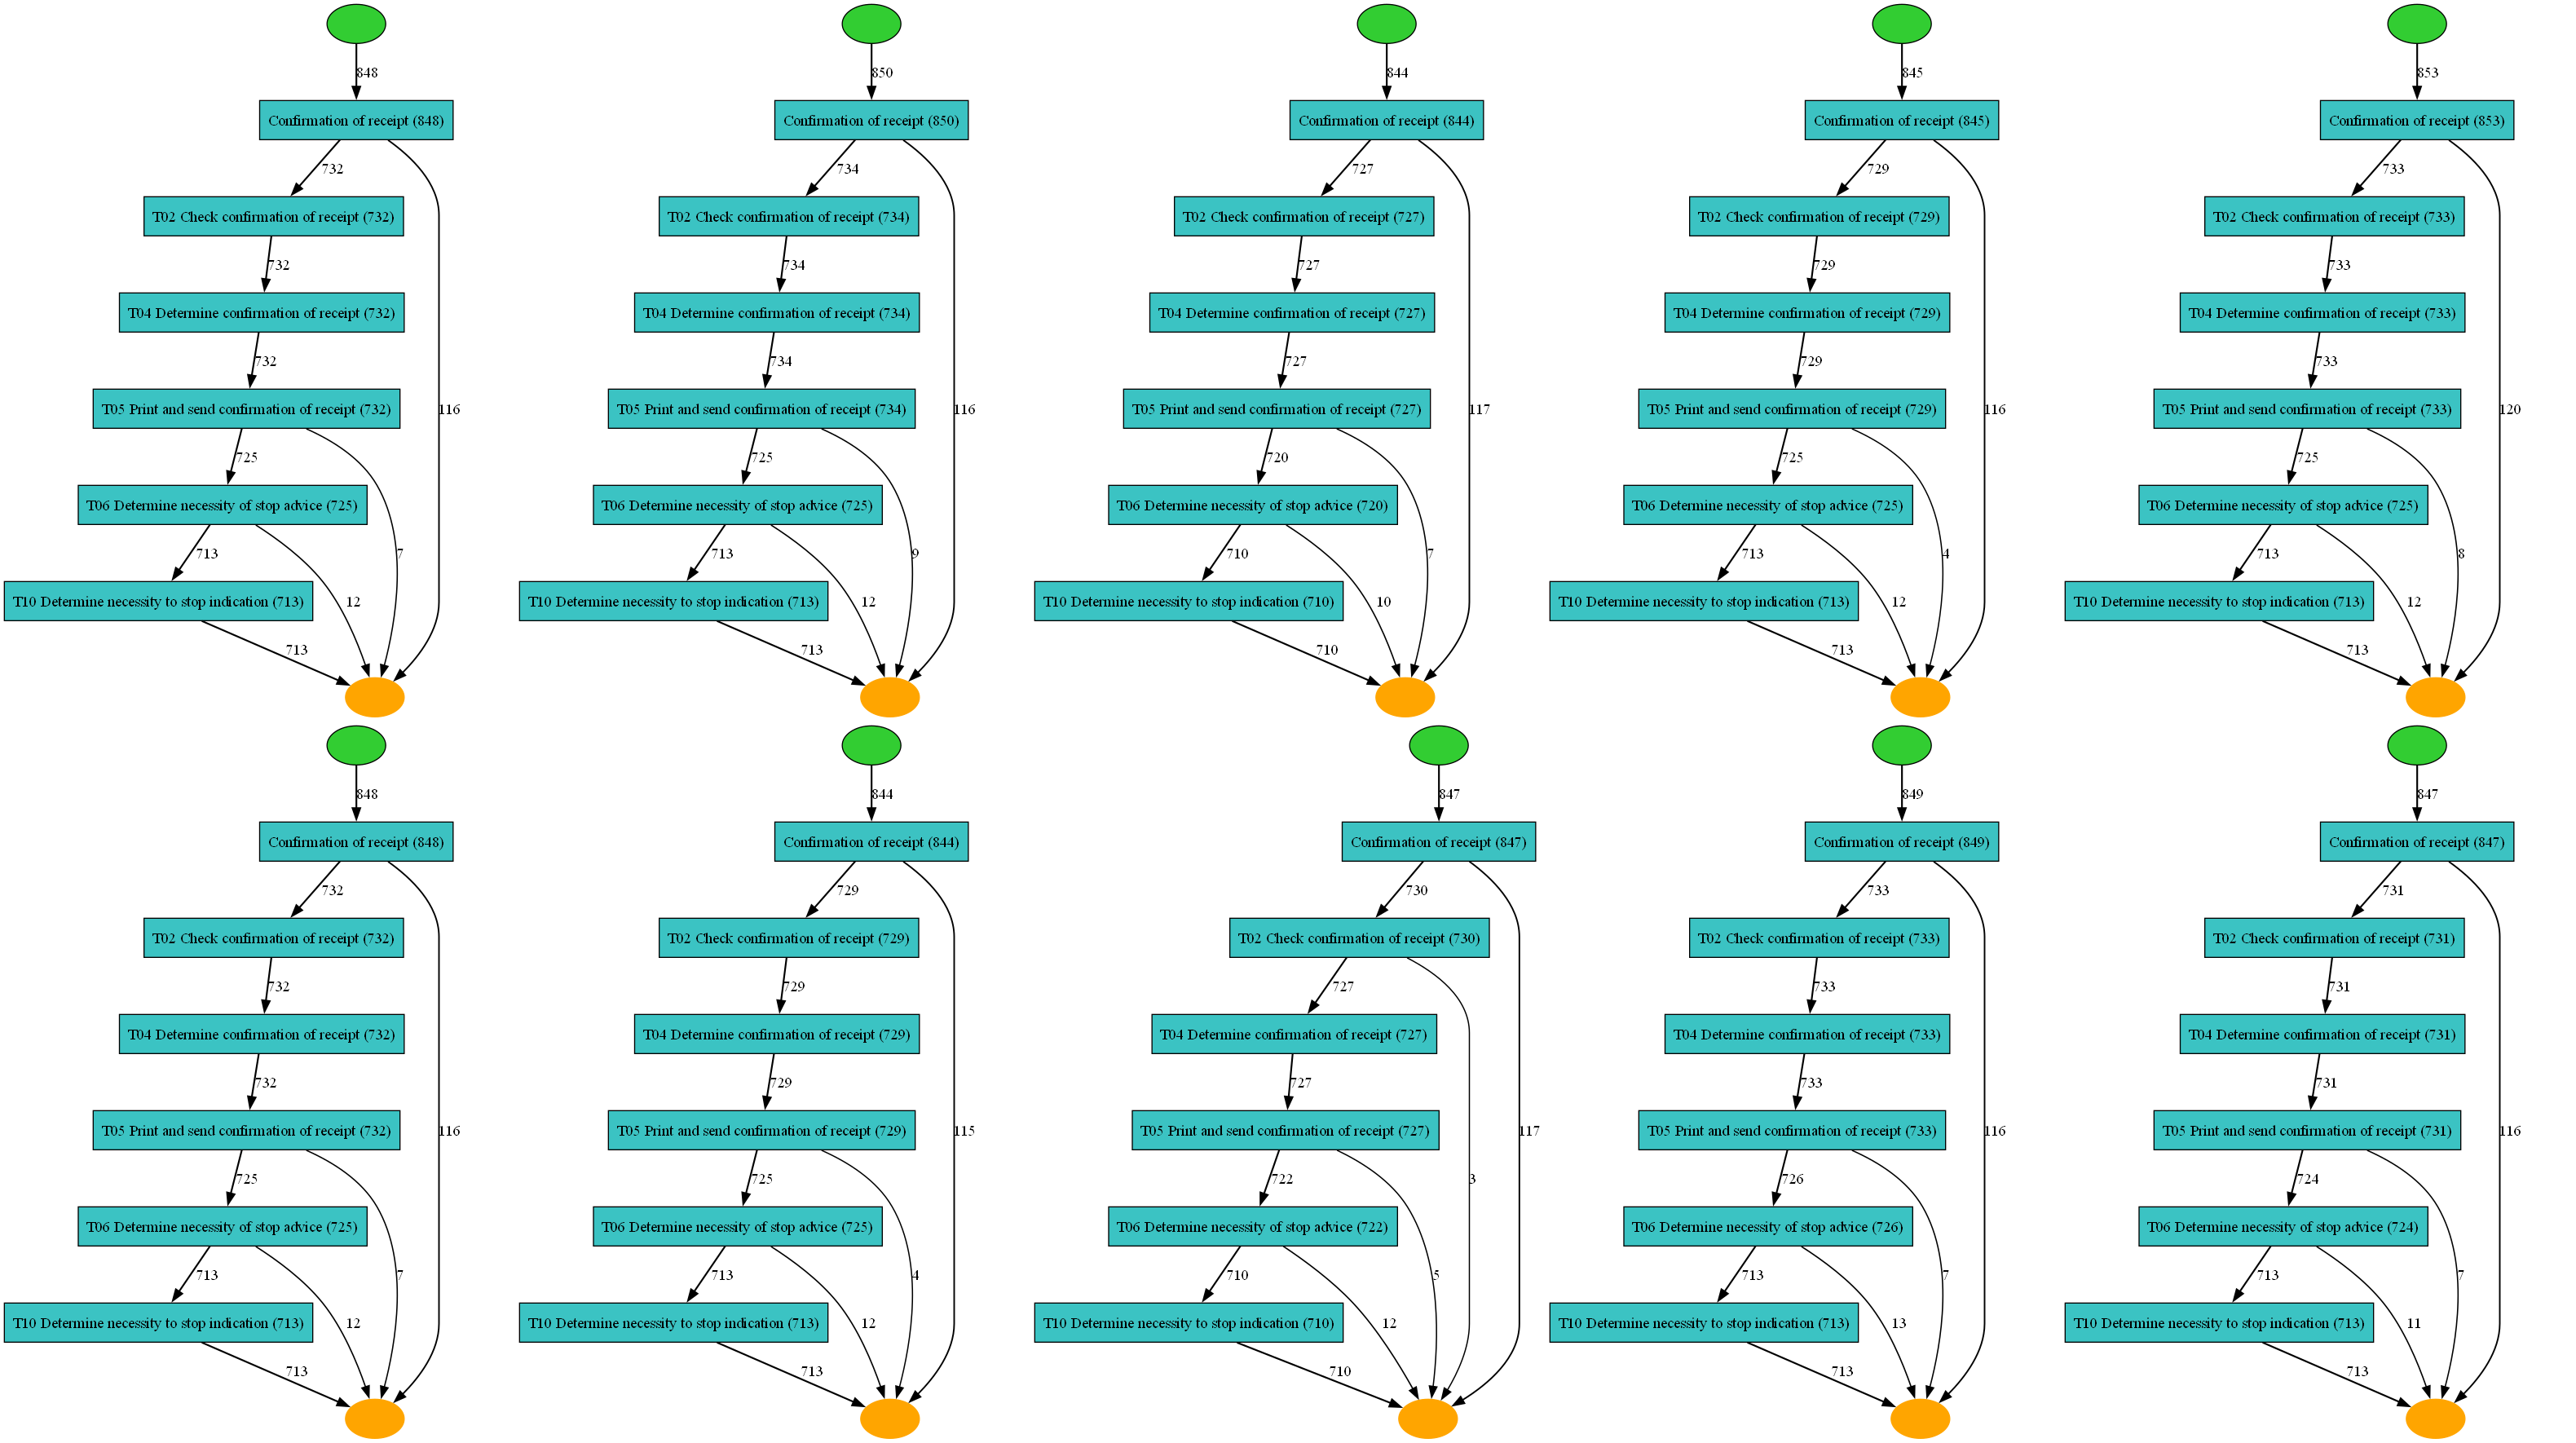 848
Confirmation of receipt (848)
732
T02 Check confirmation of receipt (732)
732
T04 Determine confirmation of receipt (732)
732
T05 Print and send confirmation of receipt (732)
116
725
T06 Determine necessity of stop advice (725)
713
7
T10 Determine necessity to stop indication (713)
12
713
850
Confirmation of receipt (850)
734
T02 Check confirmation of receipt (734)
734
T04 Determine confirmation of receipt (734)
734
T05 Print and send confirmation of receipt (734)
116
725
T06 Determine necessity of stop advice (725)
713
9
T10 Determine necessity to stop indication (713)
12
713
844
Confirmation of receipt (844)
727
T02 Check confirmation of receipt (727)
727
T04 Determine confirmation of receipt (727)
727
T05 Print and send confirmation of receipt (727)
117
720
T06 Determine necessity of stop advice (720)
710
7
T10 Determine necessity to stop indication (710)
10
710
845
Confirmation of receipt (845)
729
T02 Check confirmation of receipt (729)
729
T04 Determine confirmation of receipt (729)
729
T05 Print and send confirmation of receipt (729)
116
725
T06 Determine necessity of stop advice (725)
713
4
T10 Determine necessity to stop indication (713)
12
713
853
Confirmation of receipt (853)
733
T02 Check confirmation of receipt (733)
733
T04 Determine confirmation of receipt (733)
733
T05 Print and send confirmation of receipt (733)
120
725
T06 Determine necessity of stop advice (725)
713
8
T10 Determine necessity to stop indication (713)
12
713
848
Confirmation of receipt (848)
732
T02 Check confirmation of receipt (732)
732
T04 Determine confirmation of receipt (732)
732
T05 Print and send confirmation of receipt (732)
116
725
T06 Determine necessity of stop advice (725)
713
7
T10 Determine necessity to stop indication (713)
12
713
844
Confirmation of receipt (844)
729
T02 Check confirmation of receipt (729)
729
T04 Determine confirmation of receipt (729)
729
T05 Print and send confirmation of receipt (729)
115
725
T06 Determine necessity of stop advice (725)
713
4
T10 Determine necessity to stop indication (713)
12
713
847
Confirmation of receipt (847)
730
T02 Check confirmation of receipt (730)
727
T04 Determine confirmation of receipt (727)
727
T05 Print and send confirmation of receipt (727)
117
722
3
T06 Determine necessity of stop advice (722)
710
5
T10 Determine necessity to stop indication (710)
12
710
849
Confirmation of receipt (849)
733
T02 Check confirmation of receipt (733)
733
T04 Determine confirmation of receipt (733)
733
T05 Print and send confirmation of receipt (733)
116
726
T06 Determine necessity of stop advice (726)
713
7
T10 Determine necessity to stop indication (713)
13
713
847
Confirmation of receipt (847)
731
T02 Check confirmation of receipt (731)
731
T04 Determine confirmation of receipt (731)
731
T05 Print and send confirmation of receipt (731)
116
724
T06 Determine necessity of stop advice (724)
713
7
T10 Determine necessity to stop indication (713)
11
713